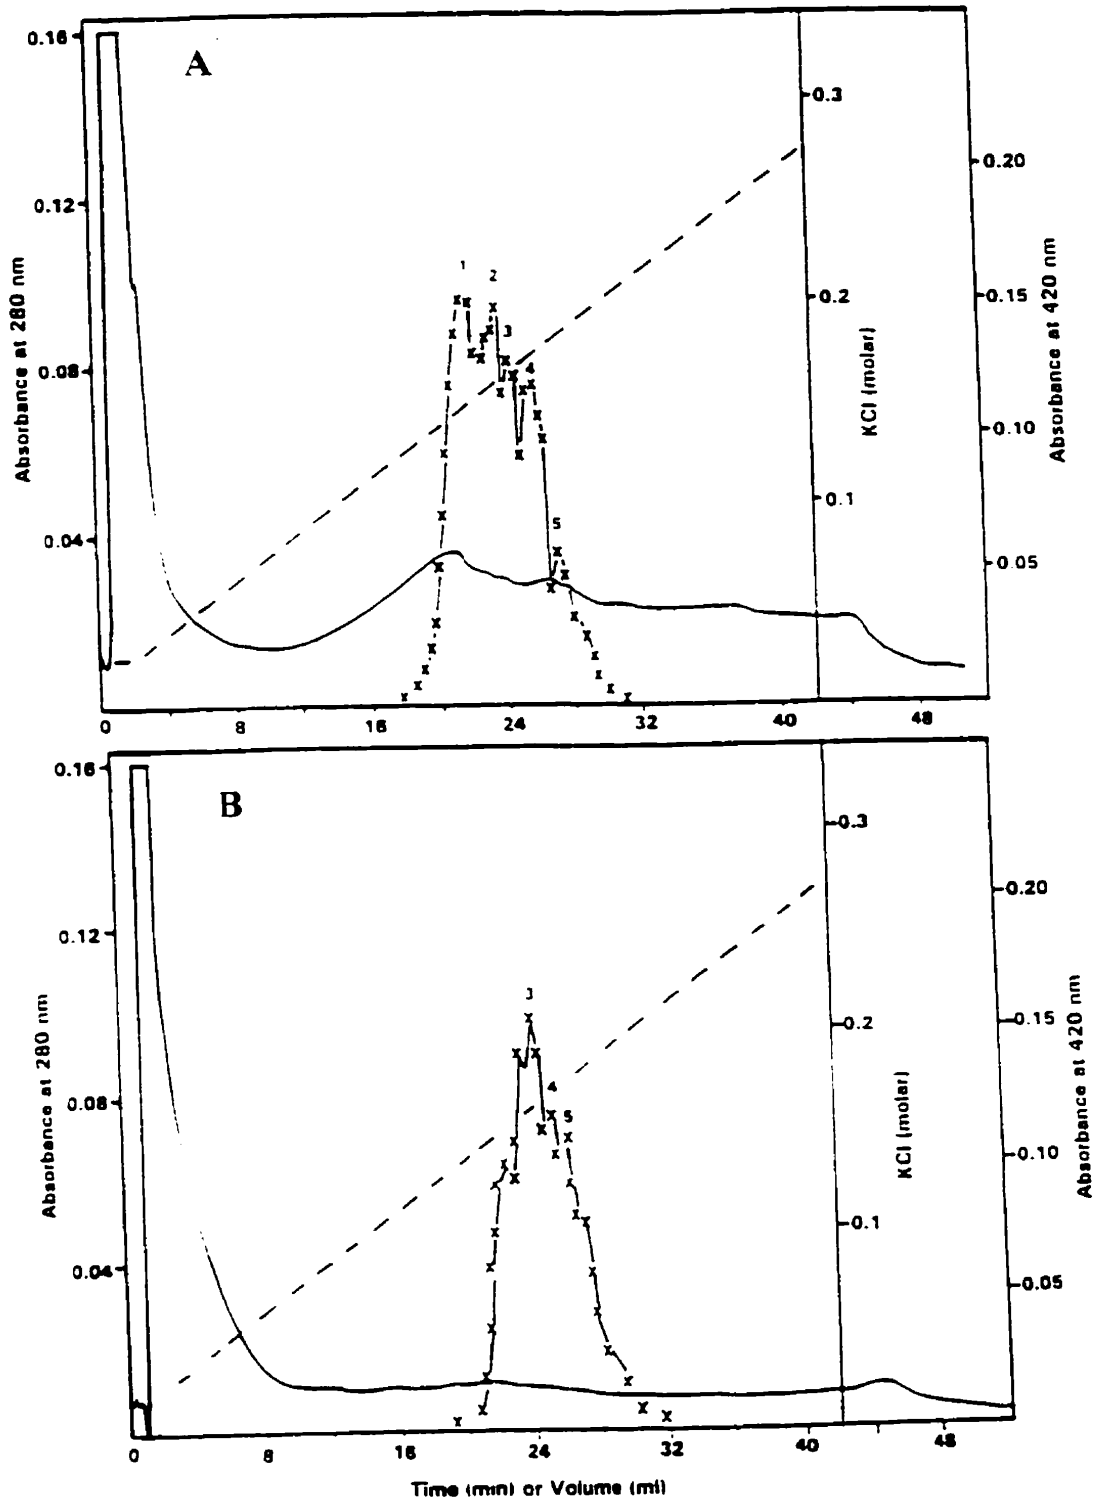 A
0.16
0.12
0.08
0.04
Absorbance at 280 nm
1
2
3
4
5
0.3
0.2
0.1
KCl (molar)
0.20
0.15
0.10
0.05
Absorbance at 420 nm
0 8 16 24 32 40 48
B
0.16
0.12
0.08
0.04
Absorbance at 280 nm
3
4
5
0.3
0.2
0.1
KCl (molar)
0.20
0.15
0.10
0.05
Absorbance at 420 nm
0 8 16 24 32 40 48
Time (min) or Volume (ml)